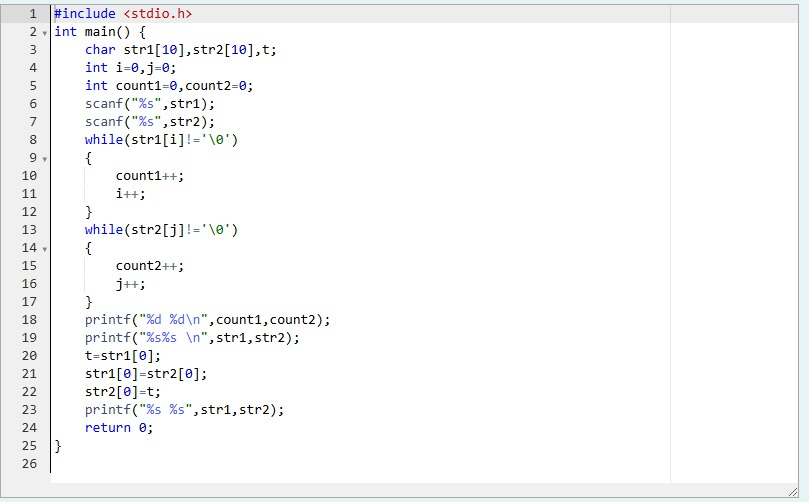 1 #include <stdio.h>
2 int main() {
3 char str1[10],str2[10],t;
4 int i=0,j=0;
5 int count1=0,count2=0;
6 scanf("%s",str1);
7 scanf("%s",str2);
8 while(str1[i]!='\0')
9 {
10 count1++;
11 i++;
12 }
13 while(str2[j]!='\0')
14 {
15 count2++;
16 j++;
17 }
18 printf("%d %d\n",count1,count2);
19 printf("%s%s \n",str1,str2);
20 t=str1[0];
21 str1[0]=str2[0];
22 str2[0]=t;
23 printf("%s %s",str1,str2);
24 return 0;
25 }
26